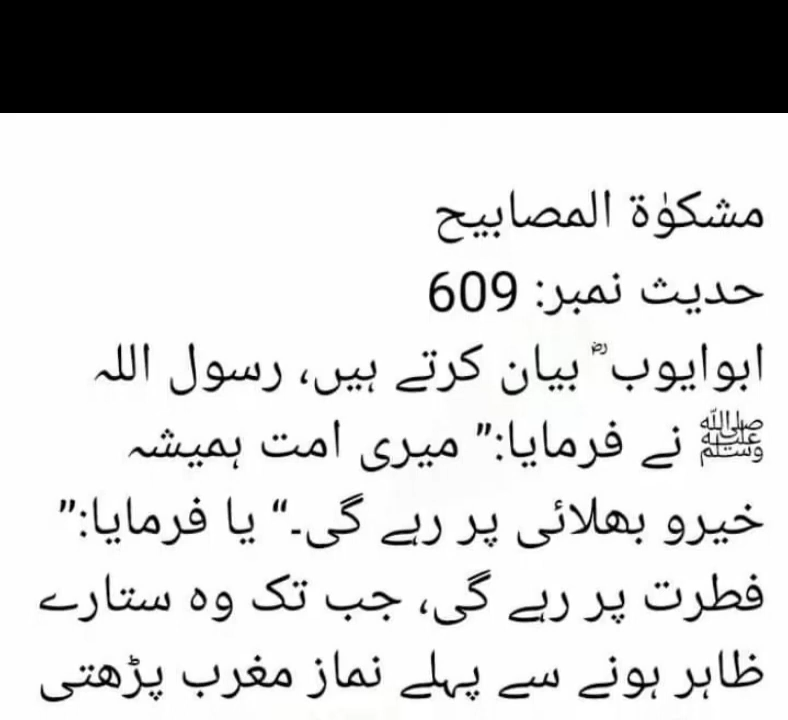 مشکوٰۃ المصابیح
حدیث نمبر: 609
ابوایوب ؓ بیان کرتے ہیں، رسول اللہ
ﷺ نے فرمایا:” میری امت ہمیشہ
خیرو بھلائی پر رہے گی۔“ یا فرمایا:”
فطرت پر رہے گی، جب تک وہ ستارے
ظاہر ہونے سے پہلے نماز مغرب پڑھتی